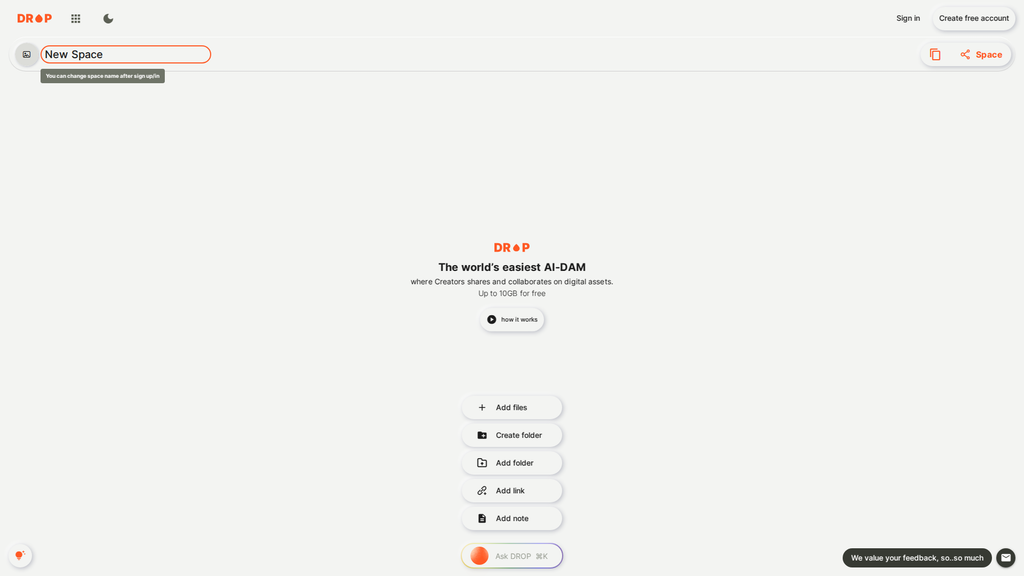 DROP
Sign in
Create free account
New Space
Space
You can change space name after sign up/in
DROP
The world's easiest AI-DAM
where Creators shares and collaborates on digital assets.
Up to 10GB for free
how it works
Add files
Create folder
Add folder
Add link
Add note
Ask DROP ⌘K
We value your feedback, so..so much